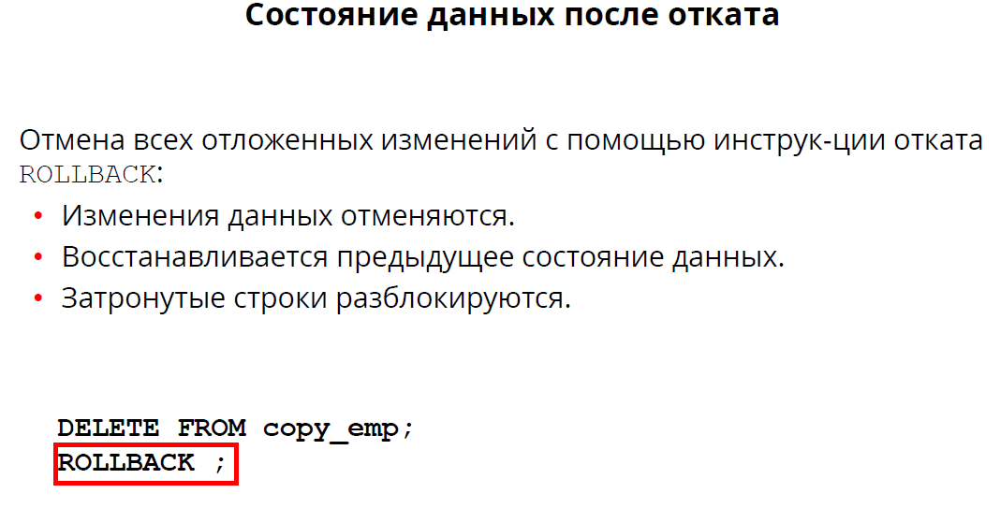 Состояние данных после отката
Отмена всех отложенных изменений с помощью инструк-ции отката
ROLLBACK:
• Изменения данных отменяются.
• Восстанавливается предыдущее состояние данных.
• Затронутые строки разблокируются.
DELETE FROM copy_emp;
ROLLBACK ;